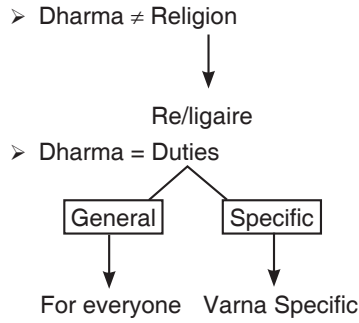 ➢ Dharma ≠ Religion
Re/ligaire
➢ Dharma = Duties
General Specific
For everyone Varna Specific